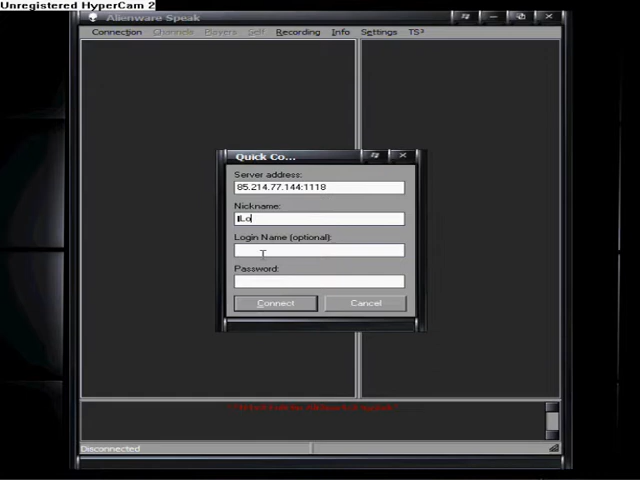 Unregistered HyperCam 2
Alienware Speak
Connection Channels Players Self Recording Info Settings TS³
Quick Co...
Server address:
85.214.77.144:1118
Nickname:
Login Name (optional):
Password:
Connect Cancel
Disconnected